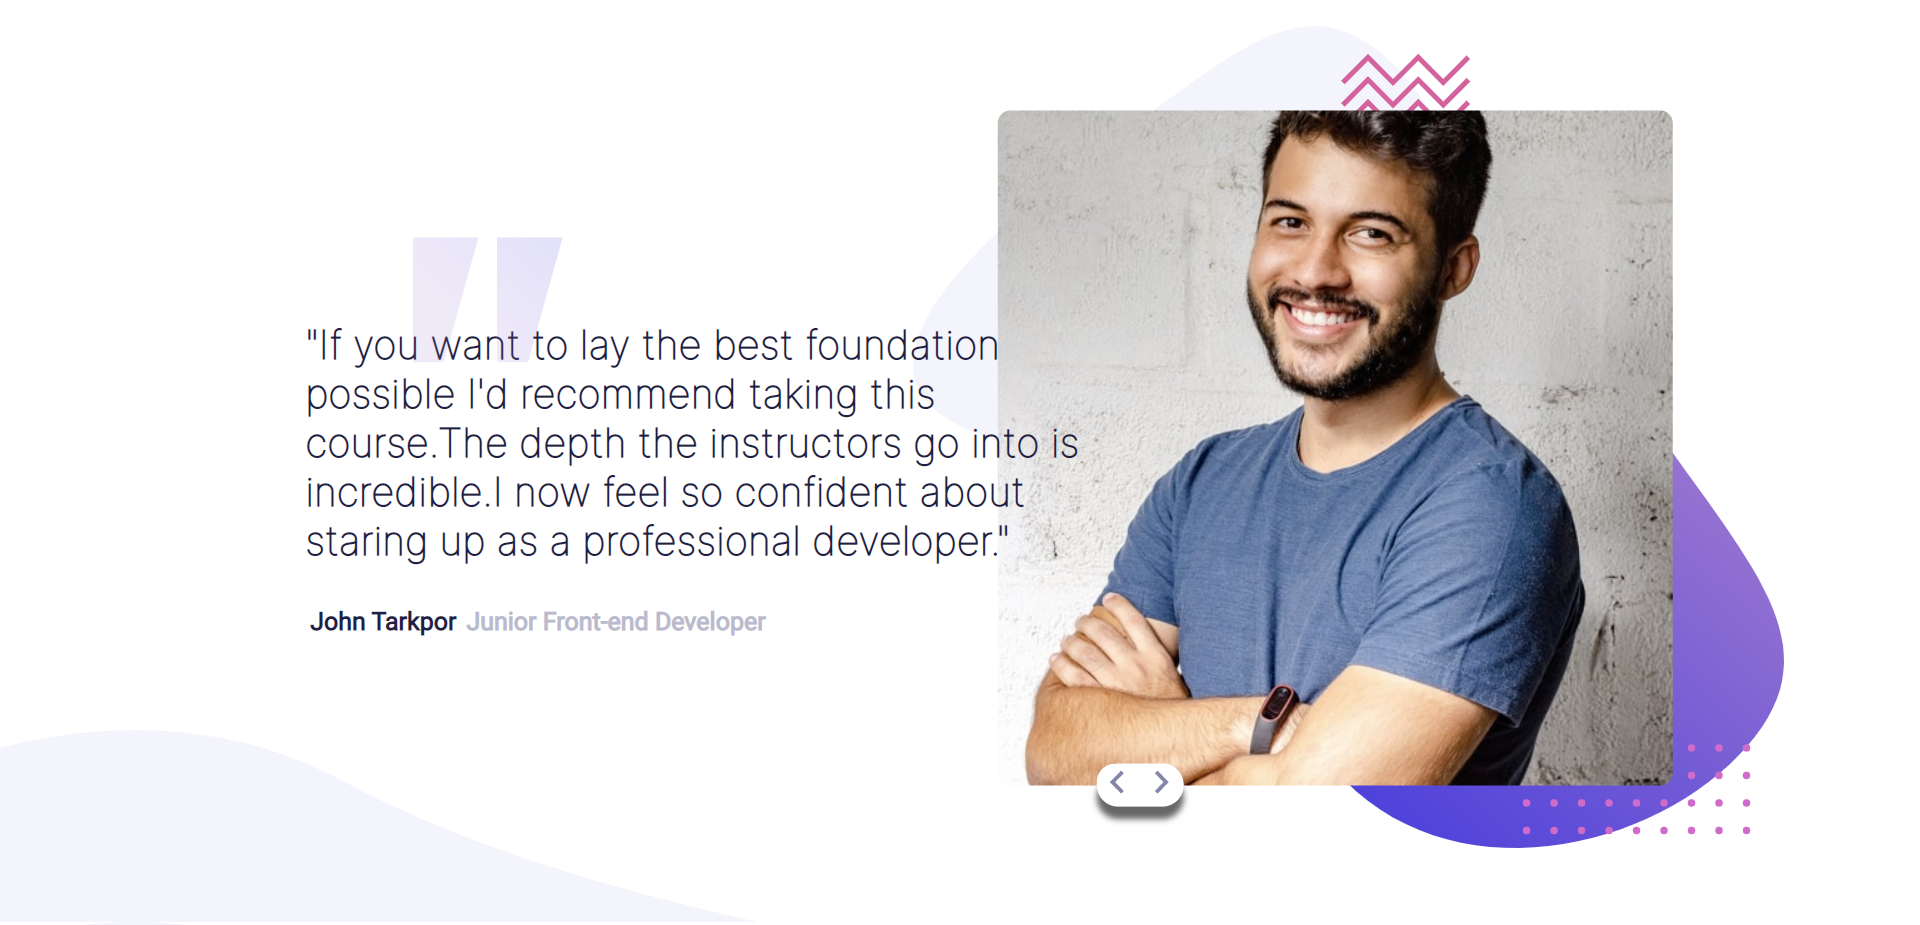 "If you want to lay the best foundation
possible I'd recommend taking this
course.The depth the instructors go into is
incredible.I now feel so confident about
staring up as a professional developer."
John Tarkpor Junior Front-end Developer